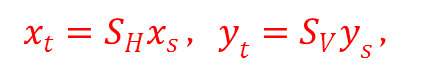 x_t = S_H x_s, y_t = S_V y_s,